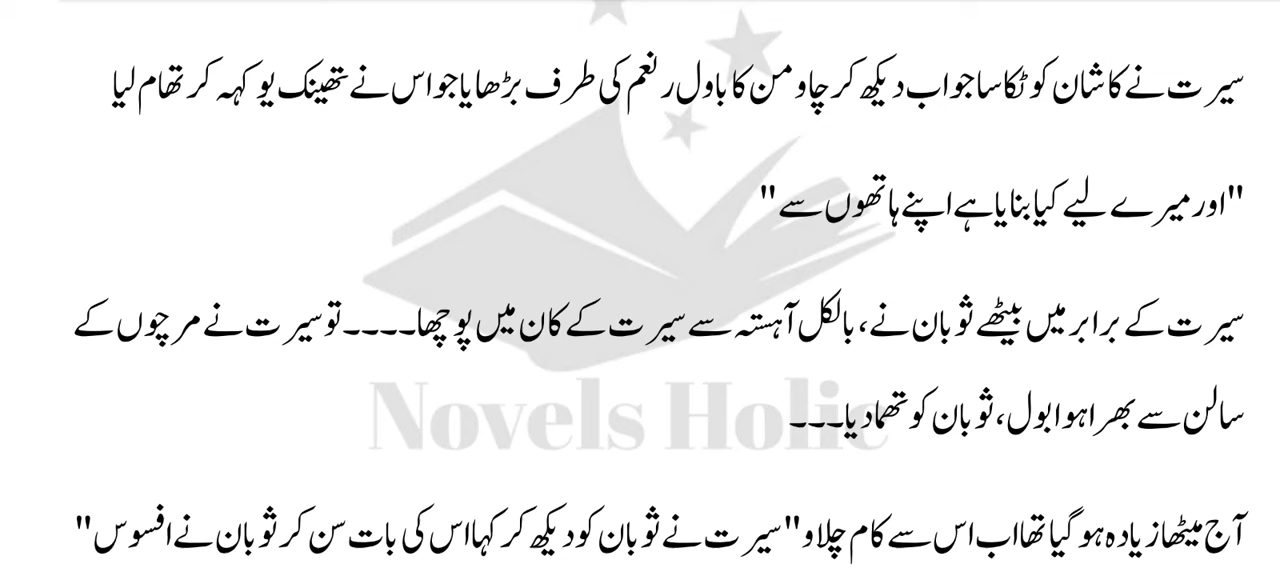 سیرت نے کاشان کو ٹکا سا جواب دیکھ کر چاومن کا باول رنعم کی طرف بڑھایا جو اس نے تھینک یو کہہ کر تھام لیا
"اور میرے لیے کیا بنایا ہے اپنے ہاتھوں سے"
سیرت کے برابر میں بیٹھے ثوبان نے، بالکل آہستہ سے سیرت کے کان میں پوچھا۔۔۔۔ تو سیرت نے مرچوں کے
سالن سے بھرا ہوا بول، ثوبان کو تھما دیا۔۔۔
آج میٹھا زیادہ ہو گیا تھا اب اس سے کام چلاو" سیرت نے ثوبان کو دیکھ کر کہا اس کی بات سن کر ثوبان نے افسوس"
Novels Holic